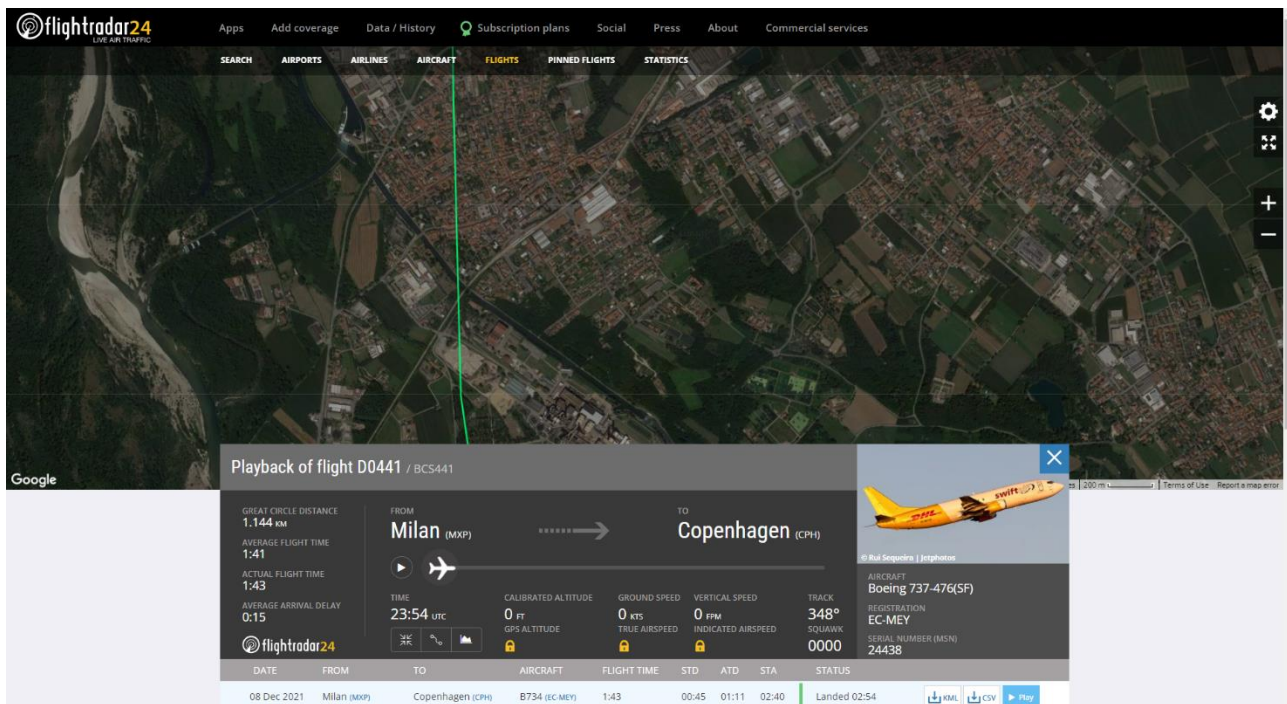 flightradar24
LIVE AIR TRAFFIC
Apps Add coverage Data / History Subscription plans Social Press About Commercial services
SEARCH AIRPORTS AIRLINES AIRCRAFT FLIGHTS PINNED FLIGHTS STATISTICS
Google
200 m Terms of Use Report a map error
Playback of flight D0441 / BCS441
GREAT CIRCLE DISTANCE
1.144 KM
AVERAGE FLIGHT TIME
1:41
ACTUAL FLIGHT TIME
1:43
AVERAGE ARRIVAL DELAY
0:15
flightradar24
FROM
Milan (MXP)
TO
Copenhagen (CPH)
TIME
23:54 UTC
CALIBRATED ALTITUDE
0 FT
GPS ALTITUDE
GROUND SPEED
0 KTS
TRUE AIRSPEED
VERTICAL SPEED
0 FPM
INDICATED AIRSPEED
TRACK
348°
SQUAWK
0000
swift
DHL
© Rui Sequeira | Jetphotos
AIRCRAFT
Boeing 737-476(SF)
REGISTRATION
EC-MEY
SERIAL NUMBER (MSN)
24438
DATE FROM TO AIRCRAFT FLIGHT TIME STD ATD STA STATUS
08 Dec 2021 Milan (MXP) Copenhagen (CPH) B734 (EC-MEY) 1:43 00:45 01:11 02:40 Landed 02:54 KML CSV Play